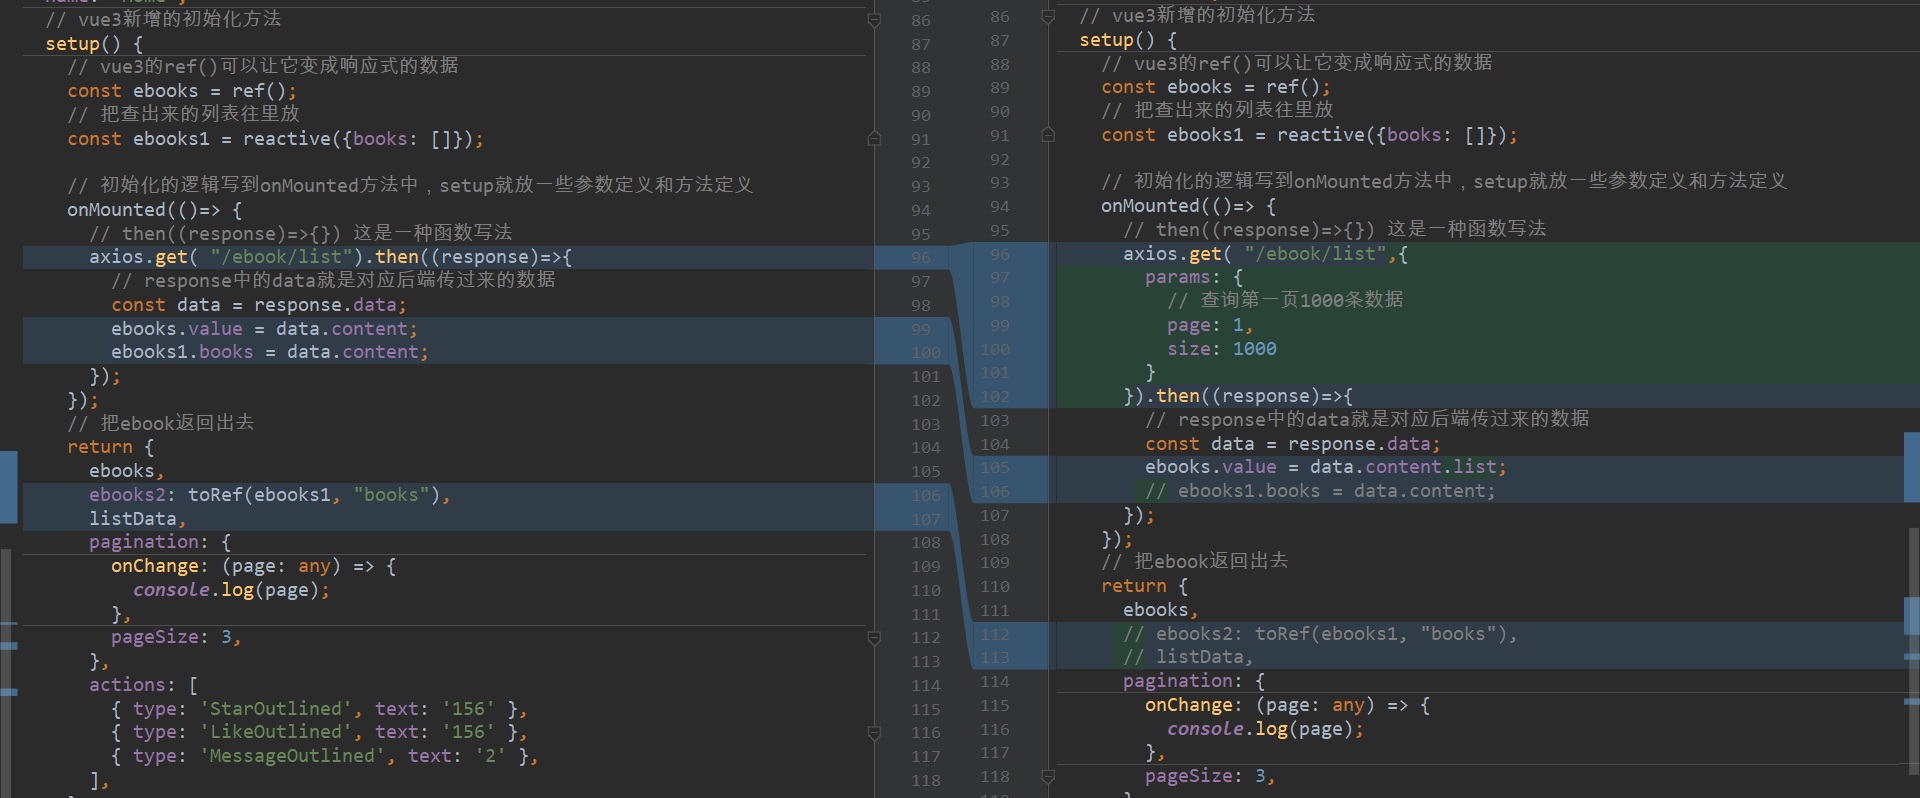 // vue3新增的初始化方法
setup() {
// vue3的ref()可以让它变成响应式的数据
const ebooks = ref();
// 把查出来的列表往里放
const ebooks1 = reactive({books: []});
// 初始化的逻辑写到onMounted方法中，setup就放一些参数定义和方法定义
onMounted(()=> {
// then((response)=>{}) 这是一种函数写法
axios.get( "/ebook/list").then((response)=>{
// response中的data就是对应后端传过来的数据
const data = response.data;
ebooks.value = data.content;
ebooks1.books = data.content;
});
});
// 把ebook返回出去
return {
ebooks,
ebooks2: toRef(ebooks1, "books"),
listData,
pagination: {
onChange: (page: any) => {
console.log(page);
},
pageSize: 3,
},
actions: [
{ type: 'StarOutlined', text: '156' },
{ type: 'LikeOutlined', text: '156' },
{ type: 'MessageOutlined', text: '2' },
],
86
87
88
89
90
91
92
93
94
95
96
97
98
99
100
101
102
103
104
105
106
107
108
109
110
111
112
113
114
115
116
117
118
86
87
88
89
90
91
92
93
94
95
96
97
98
99
100
101
102
103
104
105
106
107
108
109
110
111
112
113
114
115
116
117
118
// vue3新增的初始化方法
setup() {
// vue3的ref()可以让它变成响应式的数据
const ebooks = ref();
// 把查出来的列表往里放
const ebooks1 = reactive({books: []});
// 初始化的逻辑写到onMounted方法中，setup就放一些参数定义和方法定义
onMounted(()=> {
// then((response)=>{}) 这是一种函数写法
axios.get( "/ebook/list",{
params: {
// 查询第一页1000条数据
page: 1,
size: 1000
}
}).then((response)=>{
// response中的data就是对应后端传过来的数据
const data = response.data;
ebooks.value = data.content.list;
// ebooks1.books = data.content;
});
});
// 把ebook返回出去
return {
ebooks,
// ebooks2: toRef(ebooks1, "books"),
// listData,
pagination: {
onChange: (page: any) => {
console.log(page);
},
pageSize: 3,